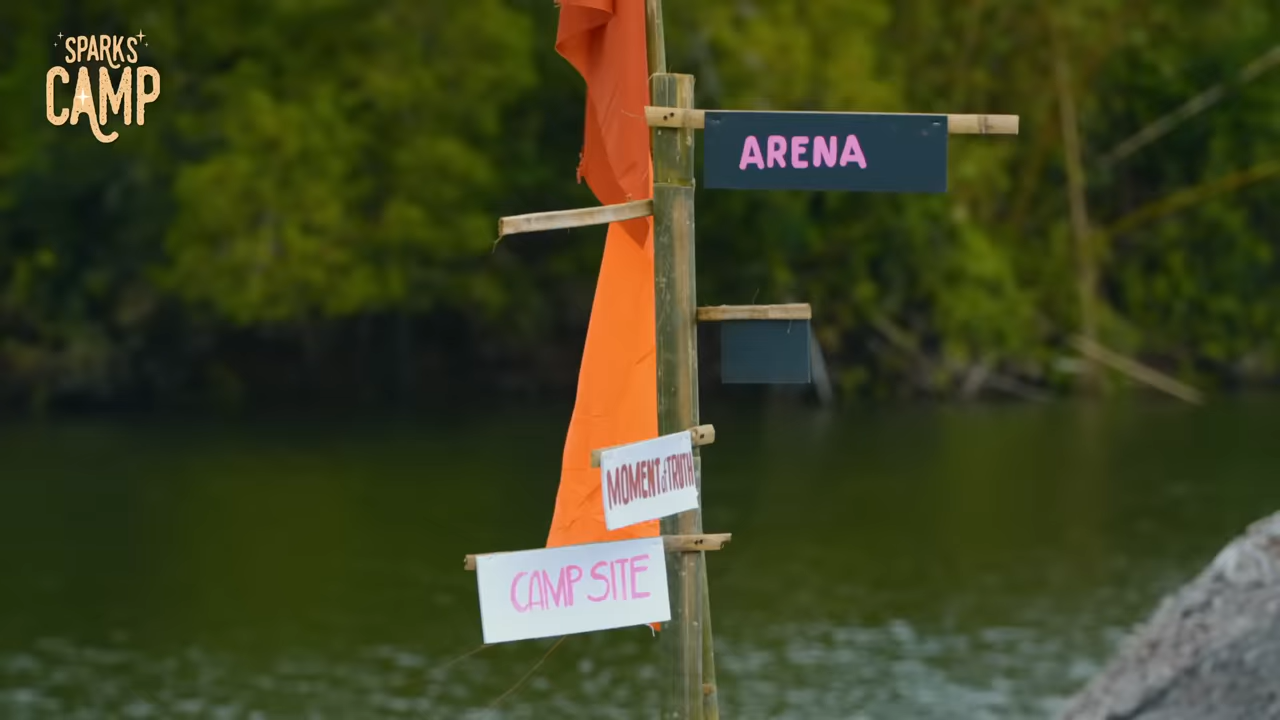 SPARKS
CAMP
ARENA
MOMENT of TRUTH
CAMP SITE